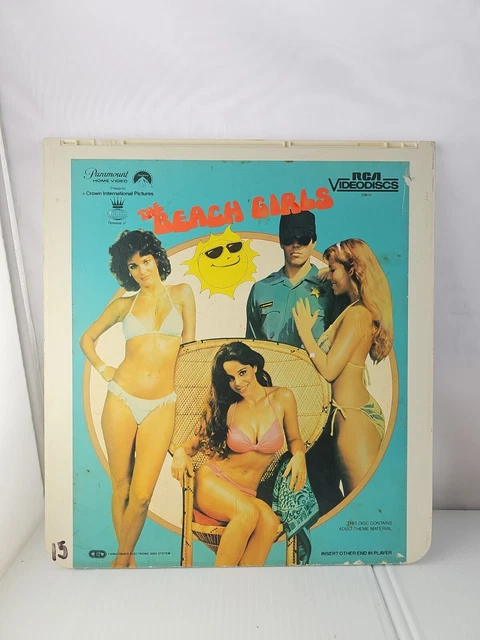 Paramount
HOME VIDEO
Presents
A Crown International Pictures
RCA
VIDEODISCS
THE BEACH GIRLS
THIS DISC CONTAINS
ADULT THEME MATERIAL
15
CED
INSERT OTHER END IN PLAYER